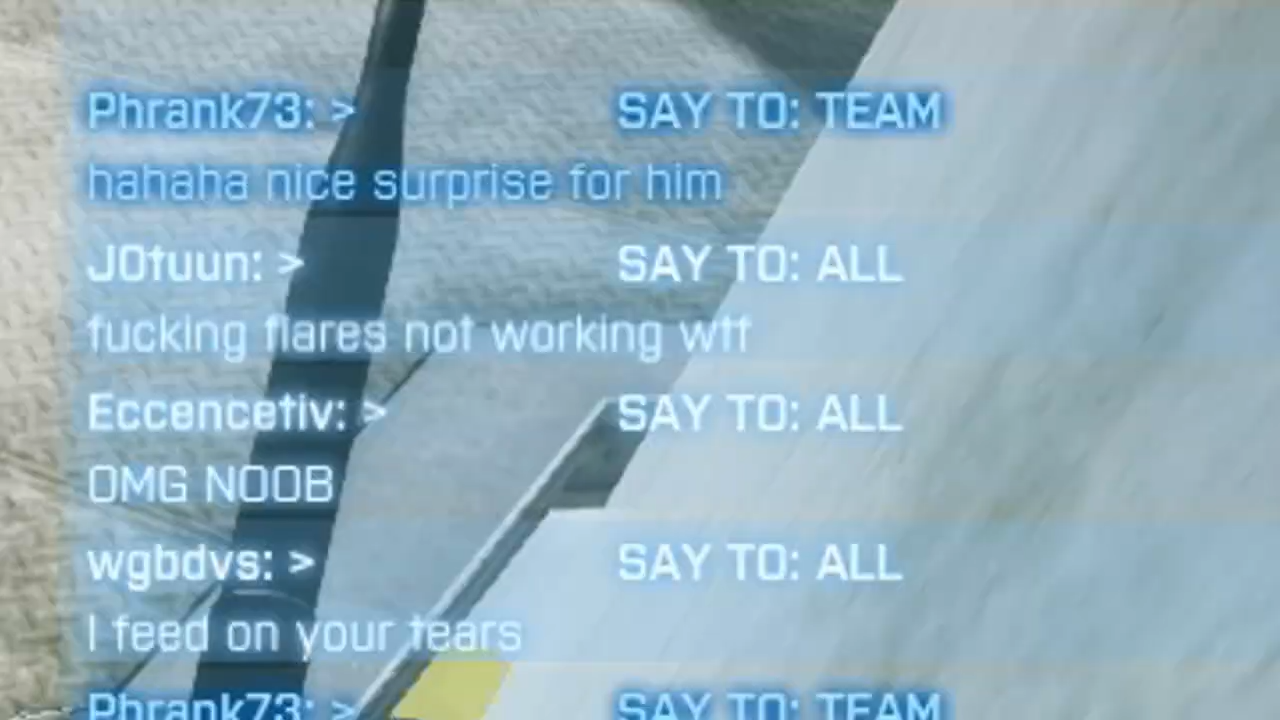 Phrank73: > SAY TO: TEAM
hahaha nice surprise for him
J0tuun: > SAY TO: ALL
fucking flares not working wtf
Eccencetiv: > SAY TO: ALL
OMG NOOB
wgbdvs: > SAY TO: ALL
I feed on your tears
Phrank73: > SAY TO: TEAM